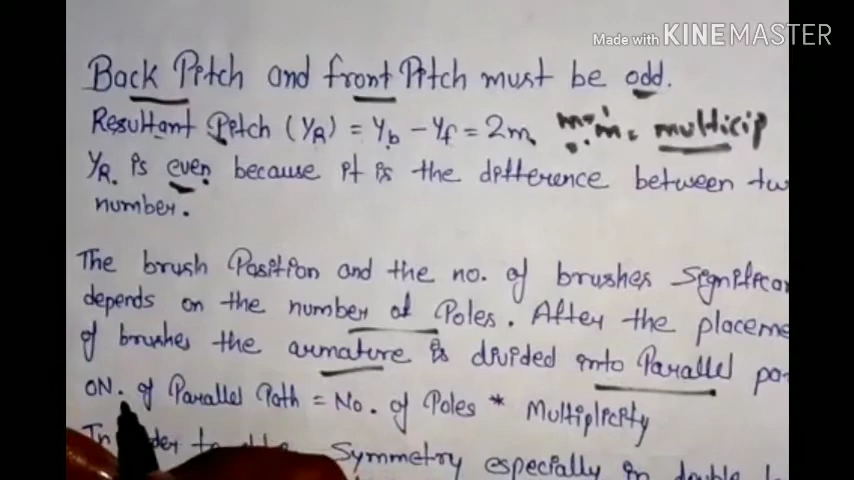 Made with KINEMASTER
Back Pitch and front Pitch must be odd.
Resultant Pitch (YR) = Yb - Yf = 2m m=1 m = multicip
YR. is even because it is the difference between tw
number.
The brush Position and the no. of brushes Significan
depends on the number of Poles. After the placeme
of brushes the armature is divided into Parallel pa
ON. of Parallel Path = No. of Poles * Multiplicity
Symmetry especially in double